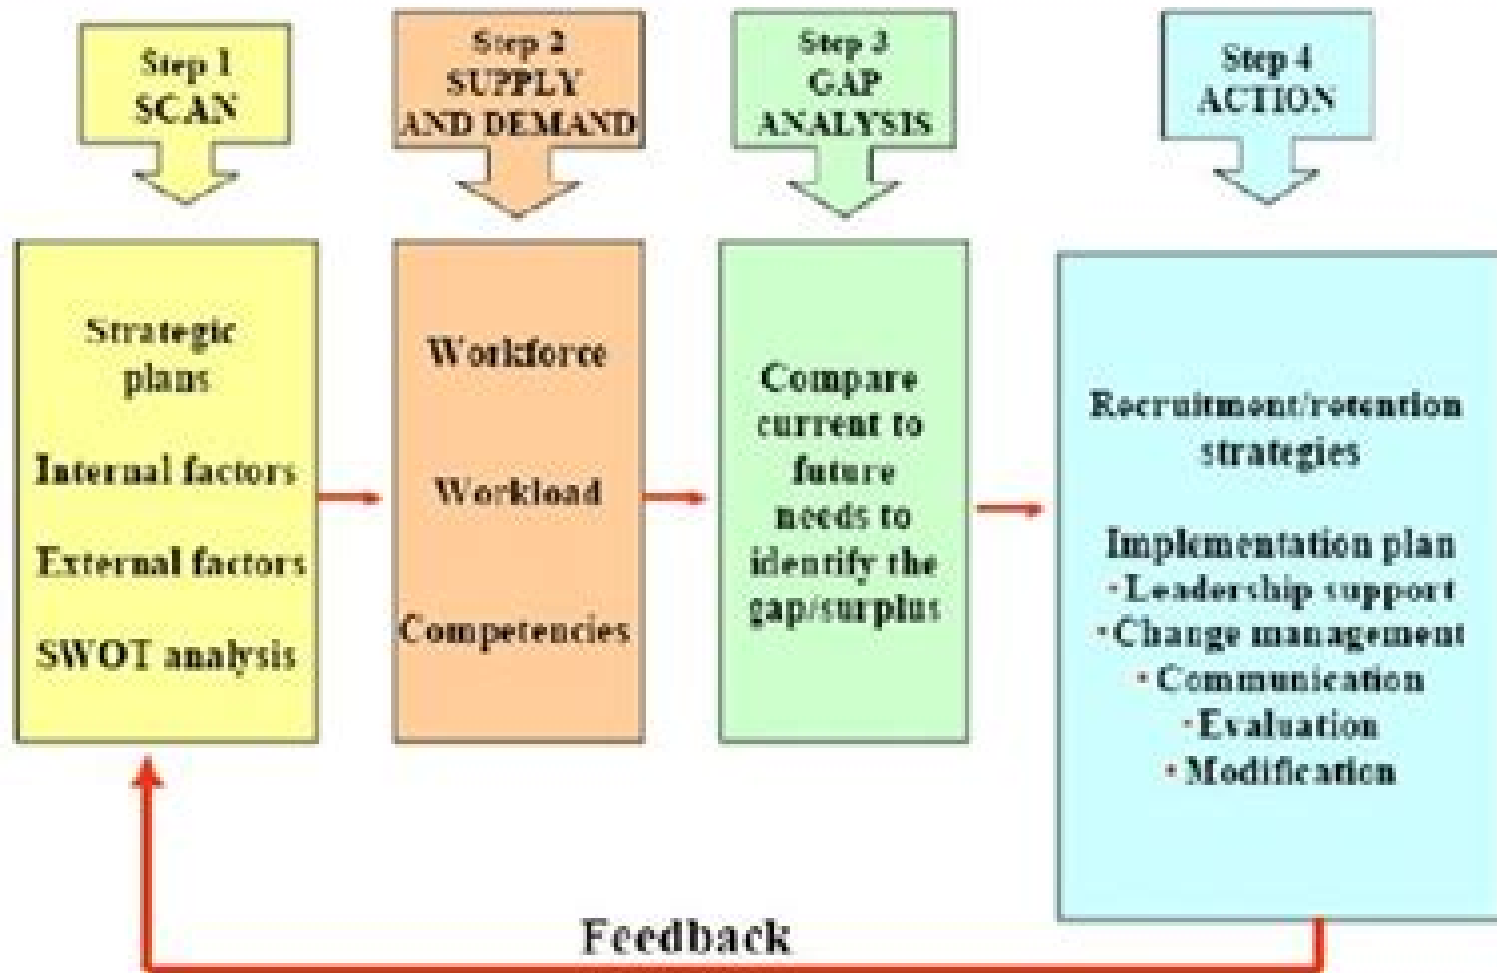 Step 1
SCAN
Step 2
SUPPLY
AND DEMAND
Step 3
GAP
ANALYSIS
Step 4
ACTION
Strategic
plans
Internal factors
External factors
SWOT analysis
Workforce
Workload
Competencies
Compare
current to
future
needs to
identify the
gap/surplus
Recruitment/retention
strategies
Implementation plan
• Leadership support
• Change management
• Communication
• Evaluation
• Modification
Feedback